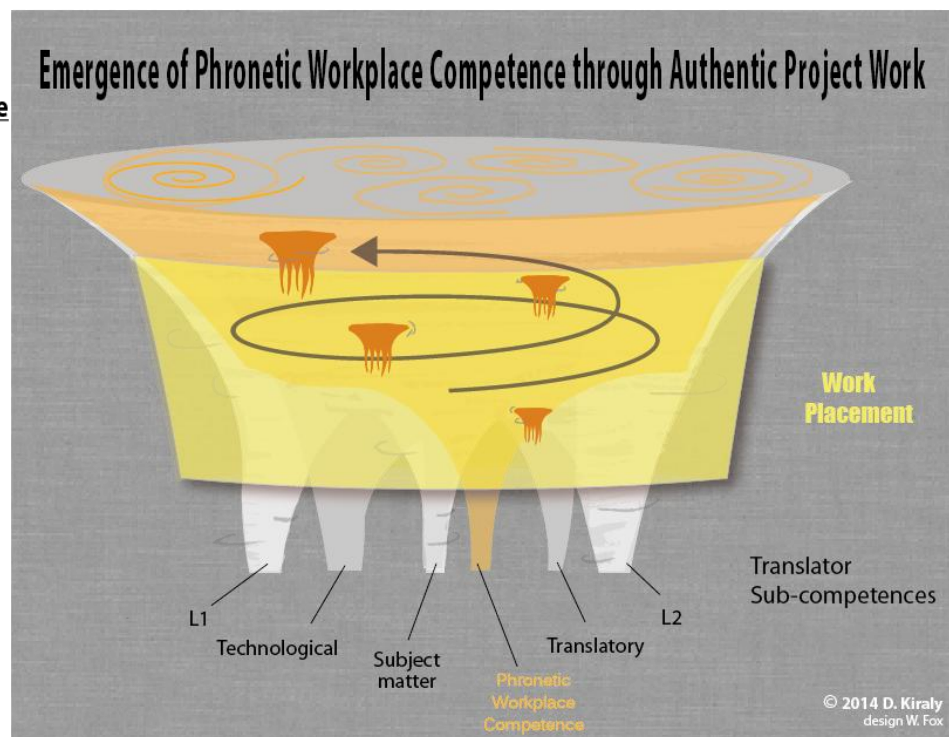 Emergence of Phronetic Workplace Competence through Authentic Project Work
Work
Placement
Translator
Sub-competences
L1
Technological
Subject
matter
Phronetic
Workplace
Competence
Translatory
L2
© 2014 D. Kiraly
design W. Fox